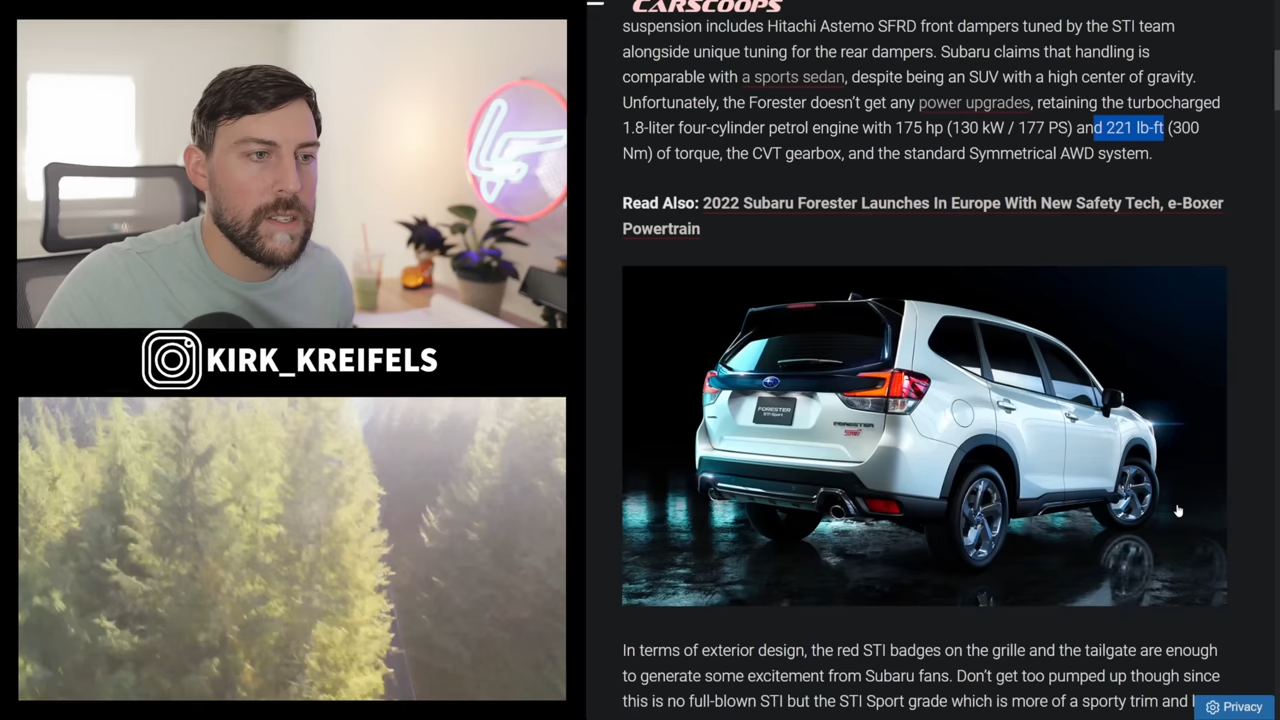 CARSCOOPS
suspension includes Hitachi Astemo SFRD front dampers tuned by the STI team
alongside unique tuning for the rear dampers. Subaru claims that handling is
comparable with a sports sedan, despite being an SUV with a high center of gravity.
Unfortunately, the Forester doesn’t get any power upgrades, retaining the turbocharged
1.8-liter four-cylinder petrol engine with 175 hp (130 kW / 177 PS) and 221 lb-ft (300
Nm) of torque, the CVT gearbox, and the standard Symmetrical AWD system.
Read Also: 2022 Subaru Forester Launches In Europe With New Safety Tech, e-Boxer
Powertrain
KIRK_KREIFELS
FORESTER
STI Sport
FORESTER
STI
In terms of exterior design, the red STI badges on the grille and the tailgate are enough
to generate some excitement from Subaru fans. Don’t get too pumped up though since
this is no full-blown STI but the STI Sport grade which is more of a sporty trim and
Privacy